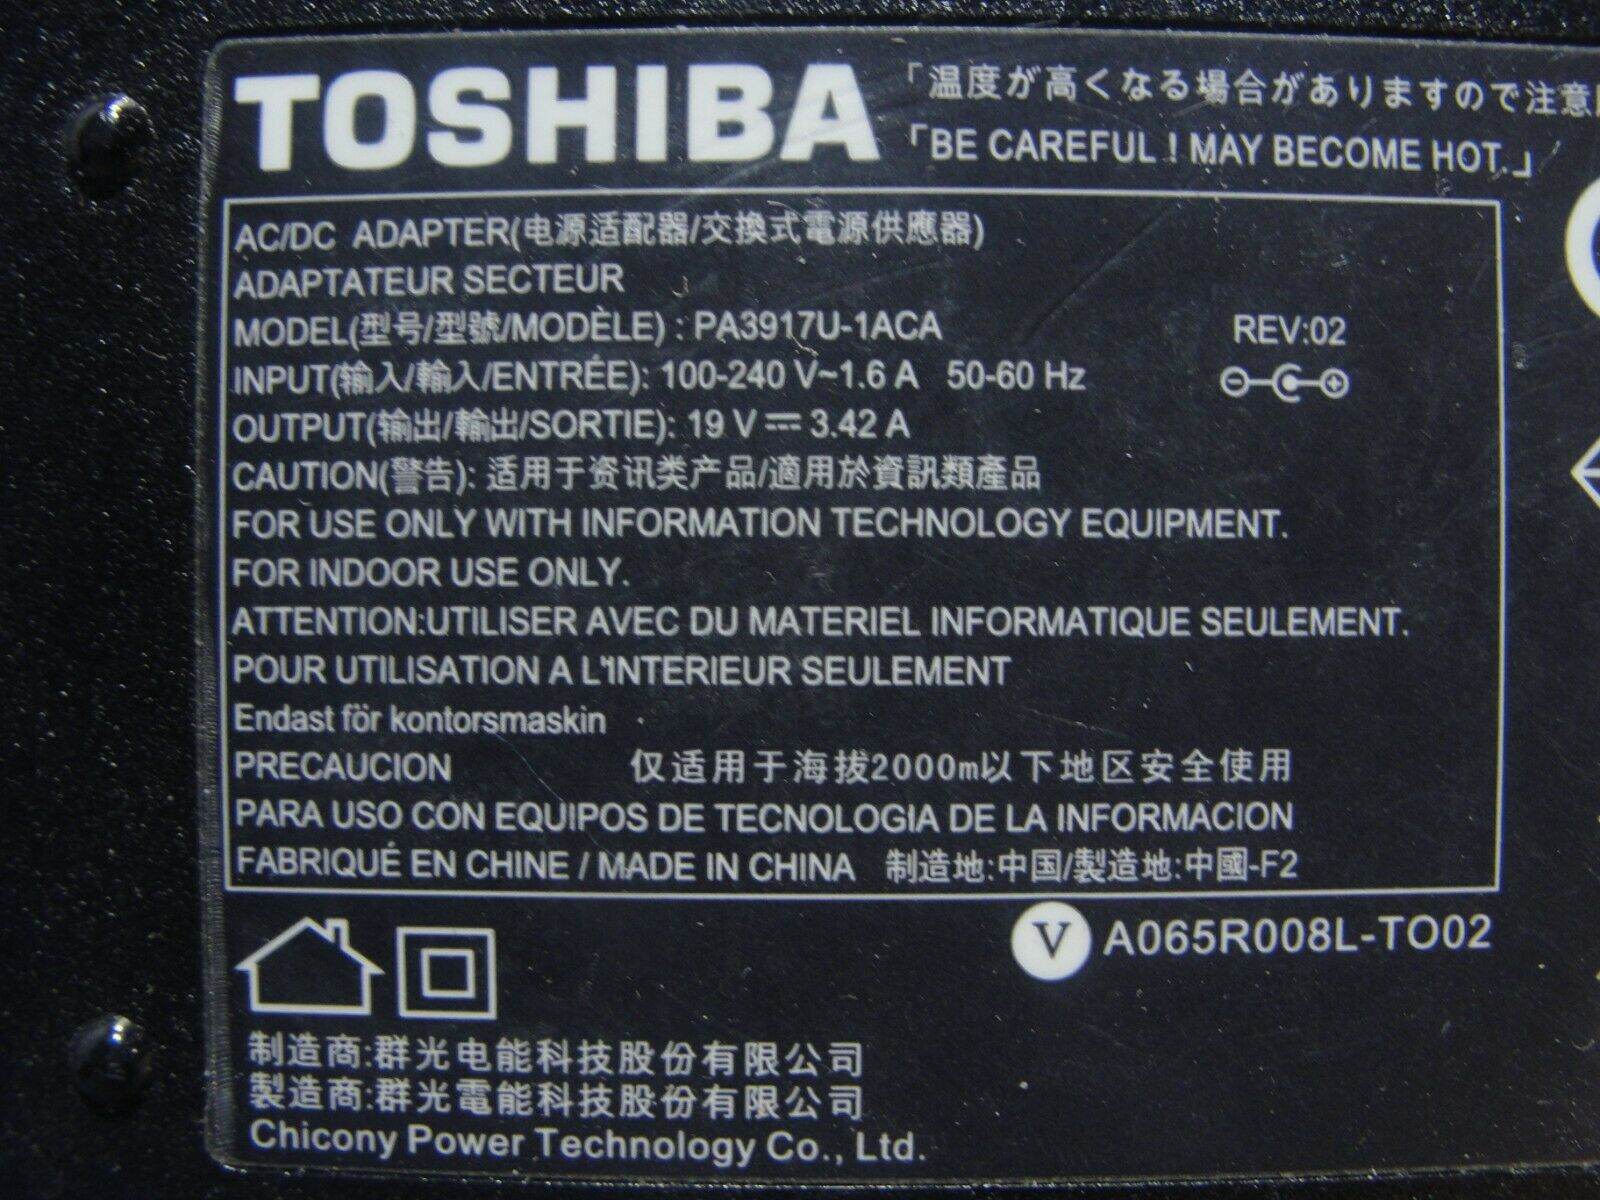 TOSHIBA
「温度が高くなる場合がありますので注意
「BE CAREFUL ! MAY BECOME HOT.」
AC/DC ADAPTER(电源适配器/交換式電源供應器)
ADAPTATEUR SECTEUR
MODEL(型号/型號/MODÈLE) : PA3917U-1ACA REV:02
INPUT(输入/輸入/ENTRÉE): 100-240 V~1.6 A 50-60 Hz
OUTPUT(输出/輸出/SORTIE): 19 V ⎓ 3.42 A
CAUTION(警告): 适用于资讯类产品/適用於資訊類產品
FOR USE ONLY WITH INFORMATION TECHNOLOGY EQUIPMENT.
FOR INDOOR USE ONLY.
ATTENTION:UTILISER AVEC DU MATERIEL INFORMATIQUE SEULEMENT.
POUR UTILISATION A L'INTERIEUR SEULEMENT
Endast för kontorsmaskin
PRECAUCION 仅适用于海拔2000m以下地区安全使用
PARA USO CON EQUIPOS DE TECNOLOGIA DE LA INFORMACION
FABRIQUÉ EN CHINE / MADE IN CHINA 制造地:中国/製造地:中國-F2
V A065R008L-TO02
制造商:群光电能科技股份有限公司
製造商:群光電能科技股份有限公司
Chicony Power Technology Co., Ltd.